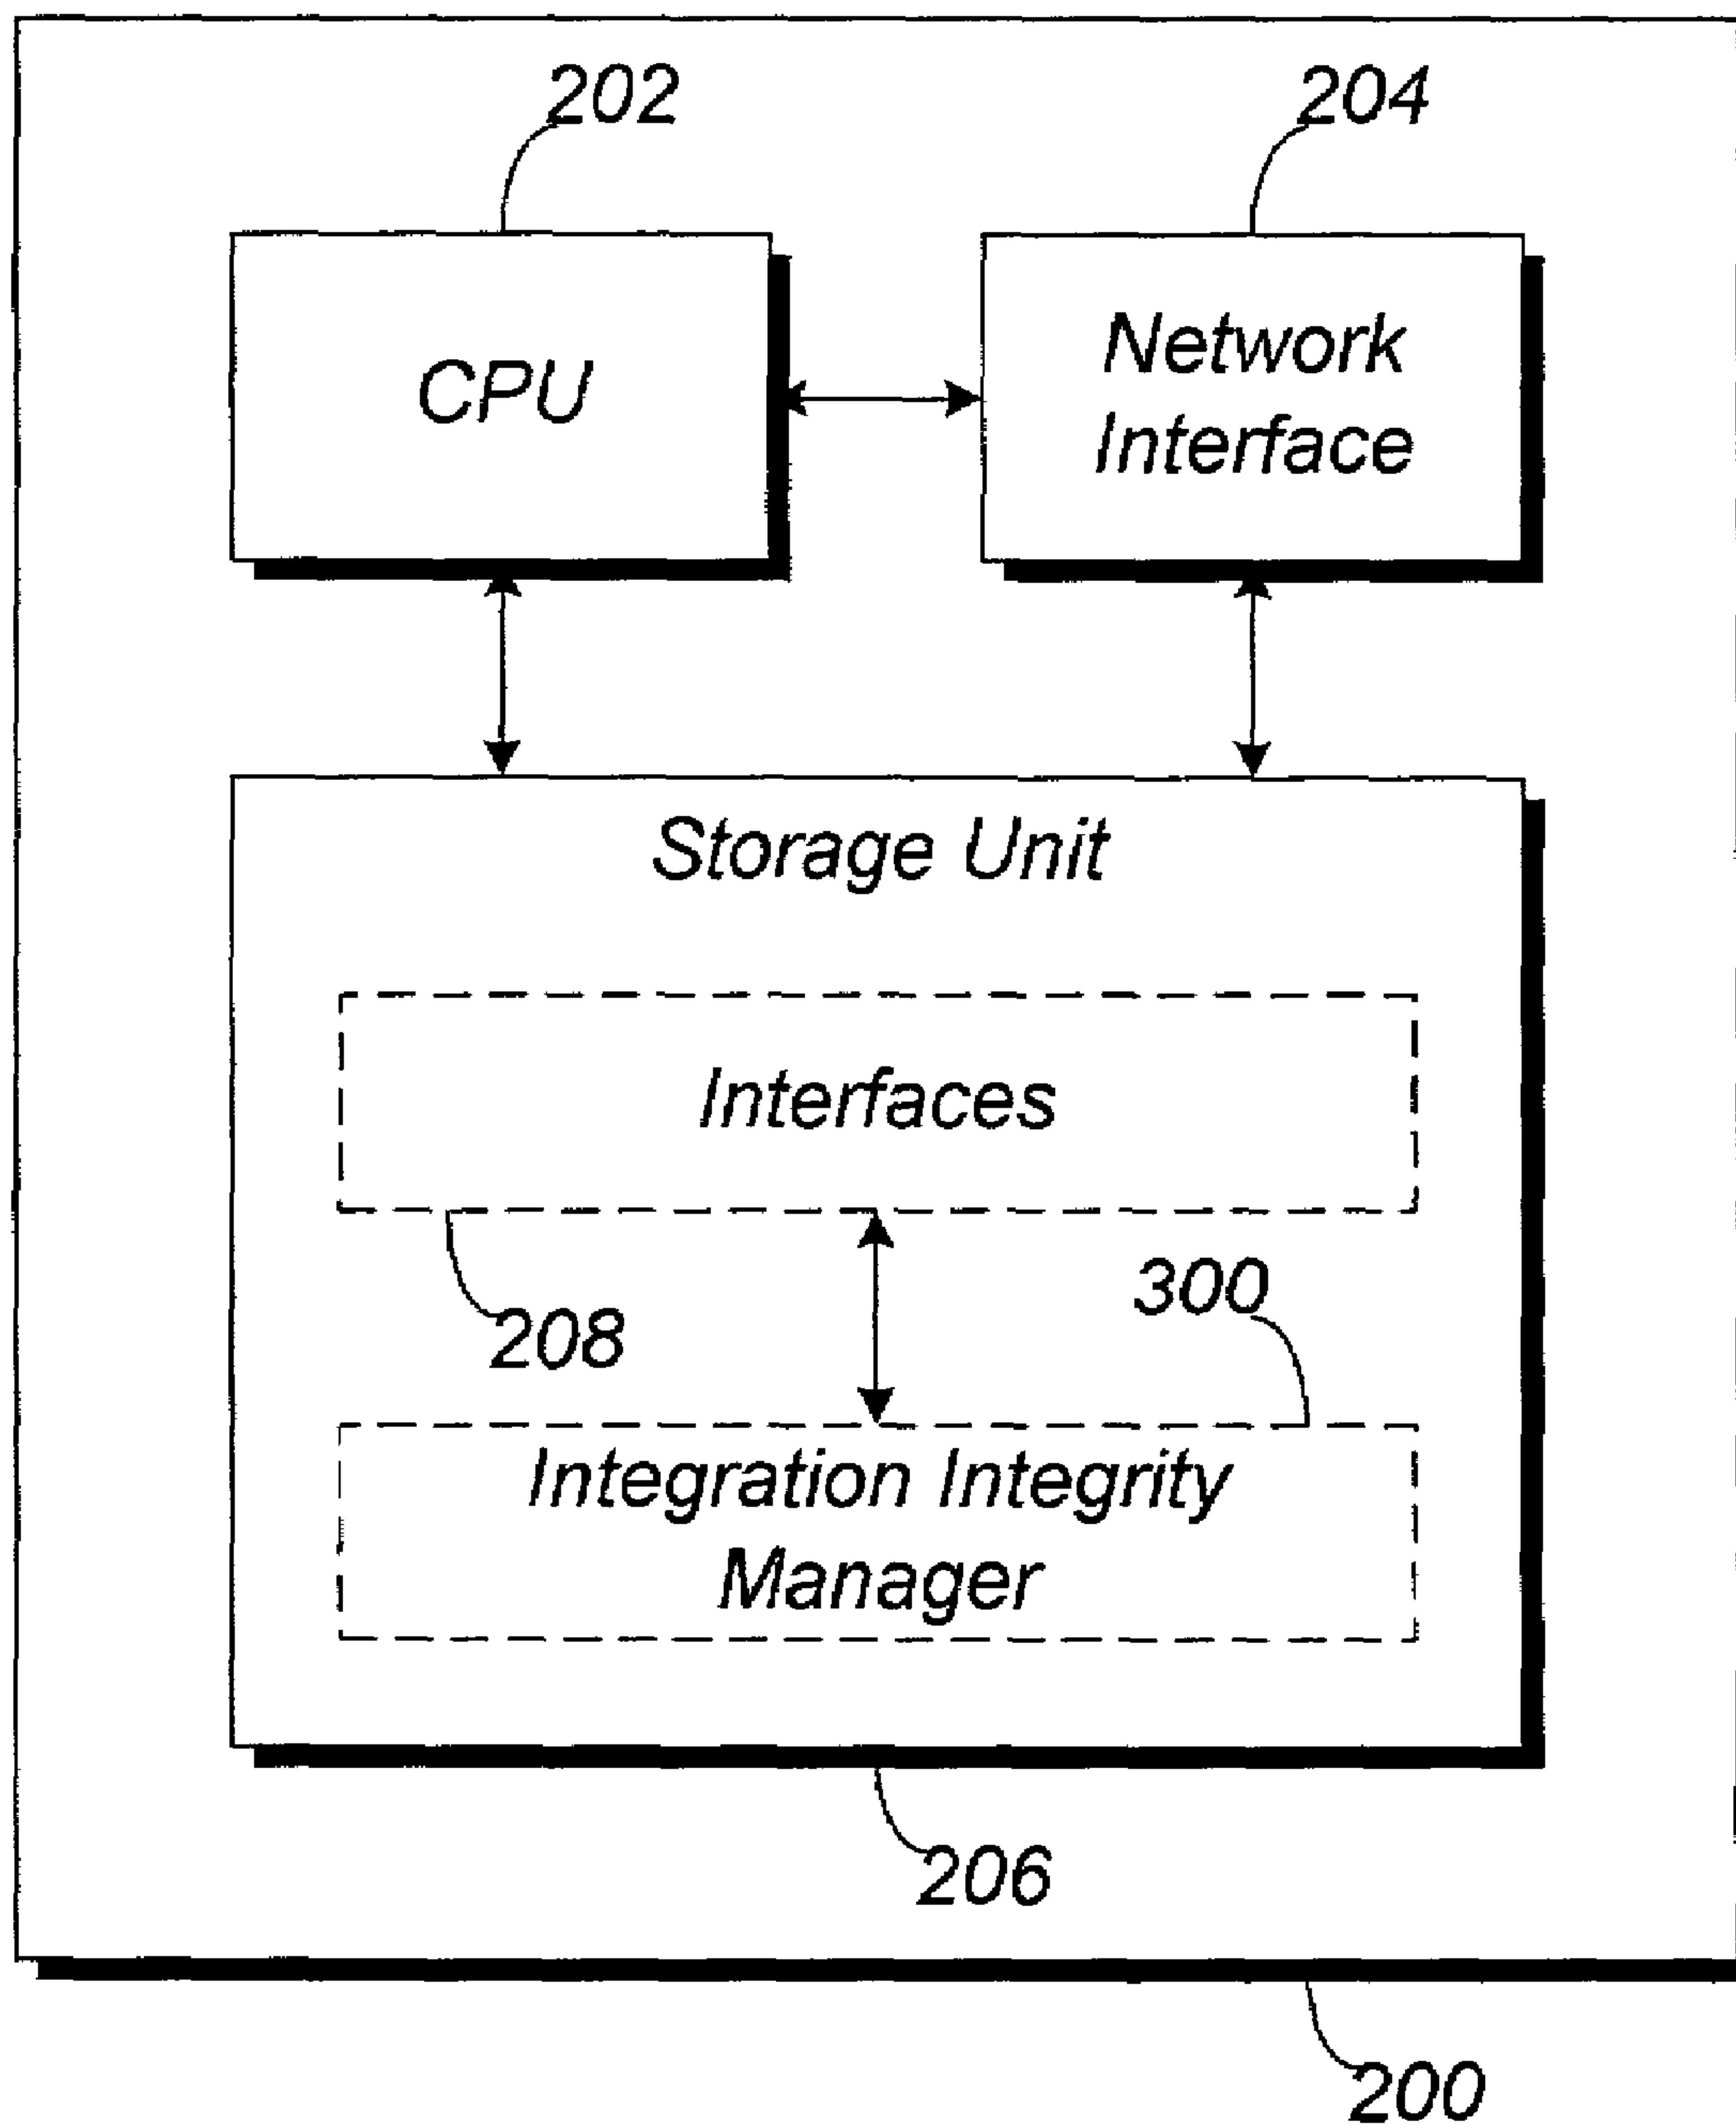 202
204
CPU
Network
Interface
Storage Unit
Interfaces
208
300
Integration Integrity
Manager
206
200